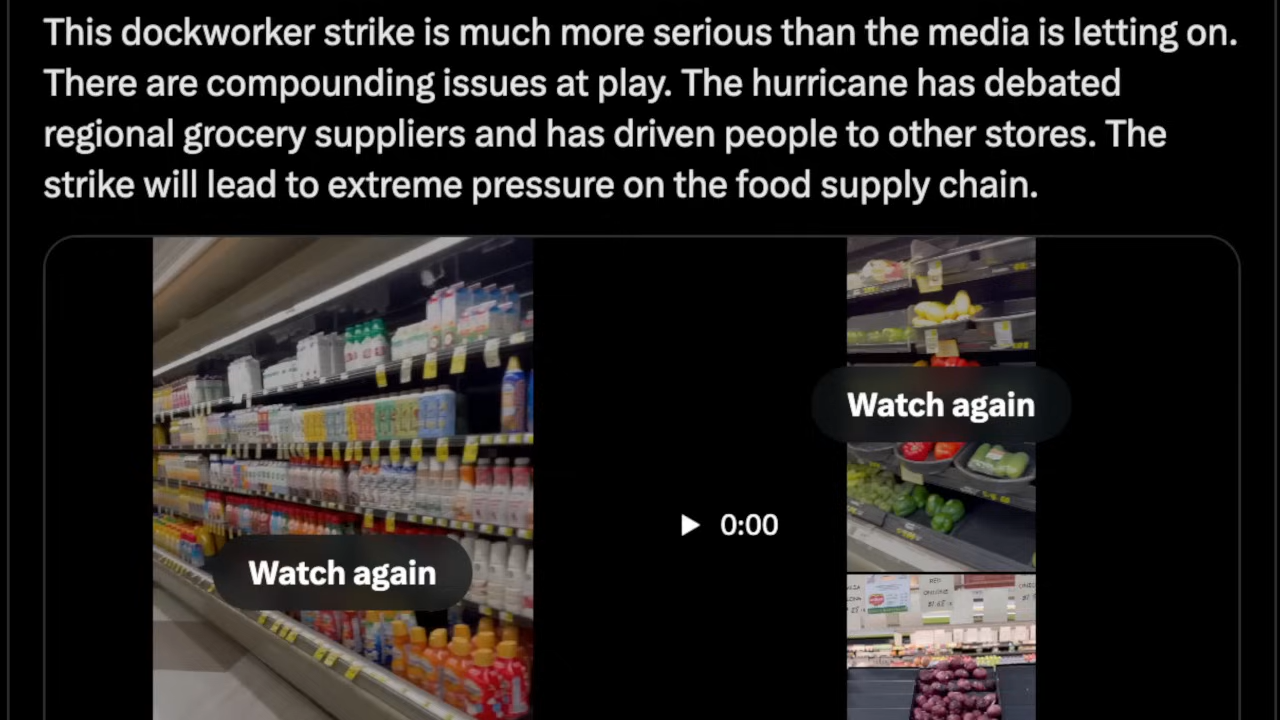 This dockworker strike is much more serious than the media is letting on.
There are compounding issues at play. The hurricane has debated
regional grocery suppliers and has driven people to other stores. The
strike will lead to extreme pressure on the food supply chain.
Watch again
0:00
Watch again